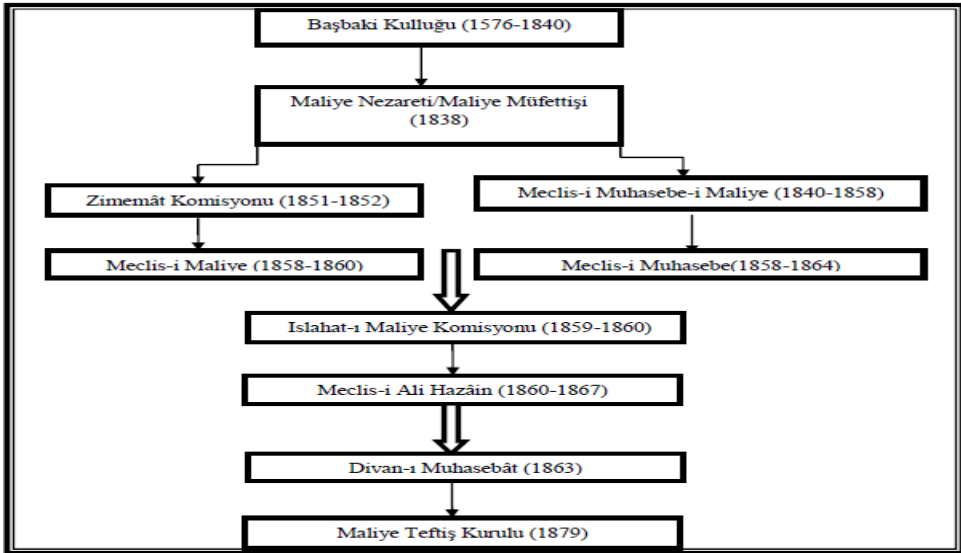 Başbaki Kulluğu (1576-1840)
Maliye Nezareti/Maliye Müfettişi
(1838)
Zimemât Komisyonu (1851-1852)
Meclis-i Muhasebe-i Maliye (1840-1858)
Meclis-i Maliye (1858-1860)
Meclis-i Muhasebe(1858-1864)
Islahat-ı Maliye Komisyonu (1859-1860)
Meclis-i Ali Hazâin (1860-1867)
Divan-ı Muhasebât (1863)
Maliye Teftiş Kurulu (1879)